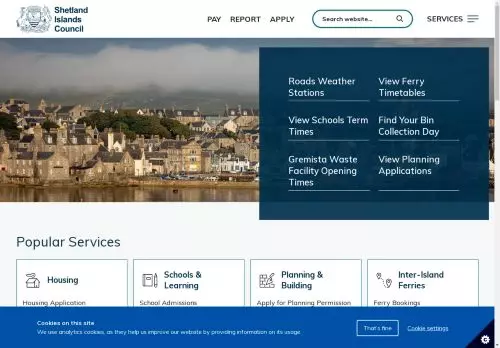 Shetland
Islands
Council
PAY REPORT APPLY
Search website...
SERVICES
Roads Weather
Stations
View Ferry
Timetables
View Schools Term
Times
Find Your Bin
Collection Day
Gremista Waste
Facility Opening
Times
View Planning
Applications
Popular Services
Housing
Schools &
Learning
Planning &
Building
Inter-Island
Ferries
Housing Application
School Admissions
Apply for Planning Permission
Ferry Bookings
Cookies on this site
We use analytics cookies, as they help us improve our website by providing information on its usage.
That's fine
Cookie settings